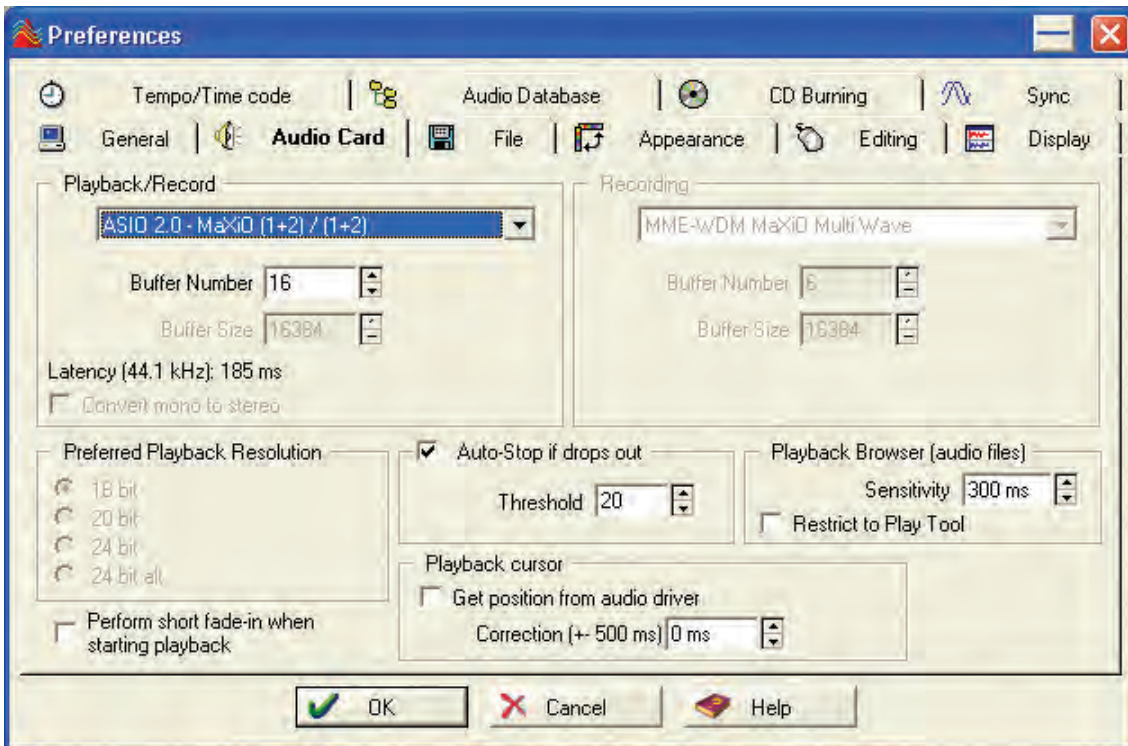 Preferences
Tempo/Time code
Audio Database
CD Burning
Sync
General
Audio Card
File
Appearance
Editing
Display
Playback/Record
ASIO 2.0 - MaXiO (1+2) / (1+2)
Buffer Number 16
Buffer Size 16384
Latency (44.1 kHz): 185 ms
Convert mono to stereo
Recording
MME-WDM MaXiO Multi Wave
Buffer Number 6
Buffer Size 16384
Preferred Playback Resolution
18 bit
20 bit
24 bit
24 bit alt
Perform short fade-in when
starting playback
Auto-Stop if drops out
Threshold 20
Playback Browser (audio files)
Sensitivity 300 ms
Restrict to Play Tool
Playback cursor
Get position from audio driver
Correction (+- 500 ms) 0 ms
OK
Cancel
Help